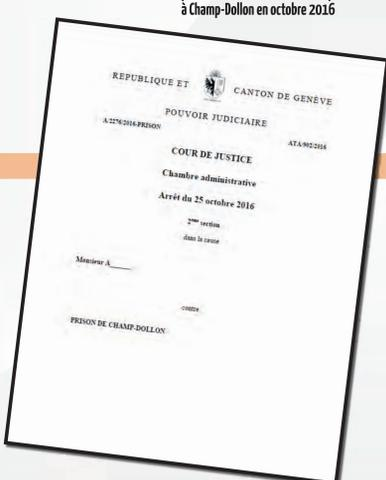 à Champ-Dollon en octobre 2016
REPUBLIQUE ET CANTON DE GENÈVE
POUVOIR JUDICIAIRE
A/2276/2016-PRISON ATA/902/2016
COUR DE JUSTICE
Chambre administrative
Arrêt du 25 octobre 2016
2ème section
dans la cause
Monsieur A______
contre
PRISON DE CHAMP-DOLLON